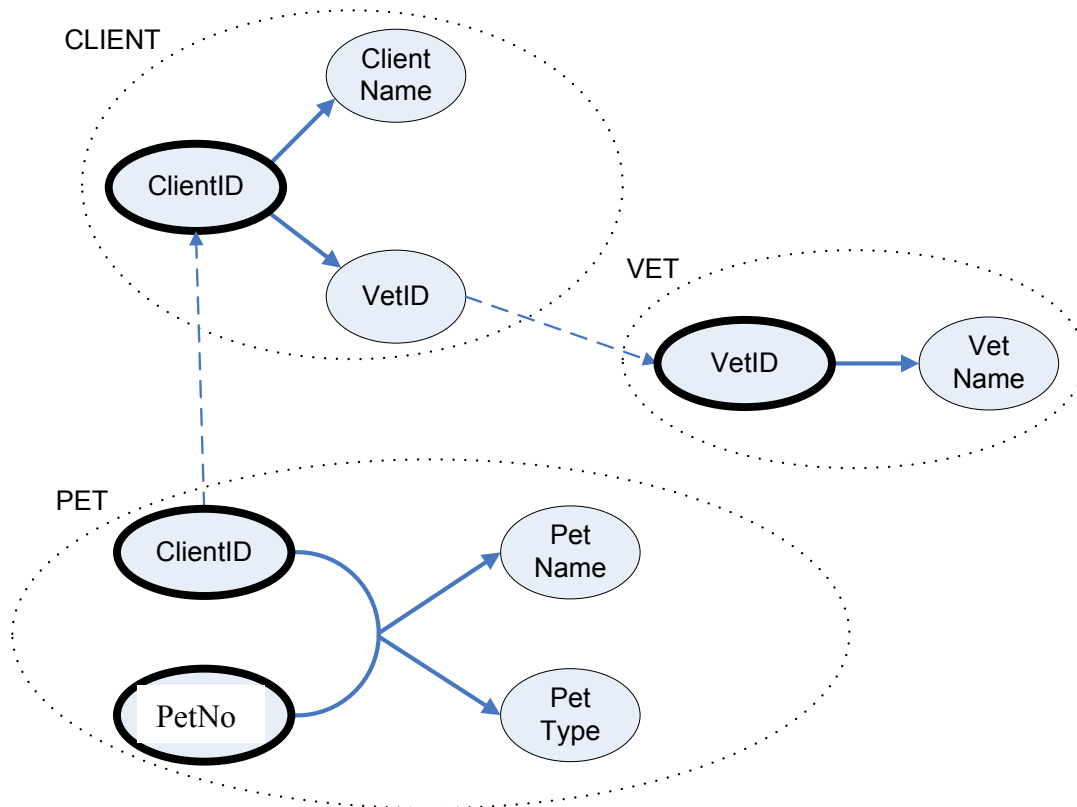 CLIENT
Client
Name
ClientID
VetID
VET
VetID
Vet
Name
PET
ClientID
Pet
Name
PetNo
Pet
Type